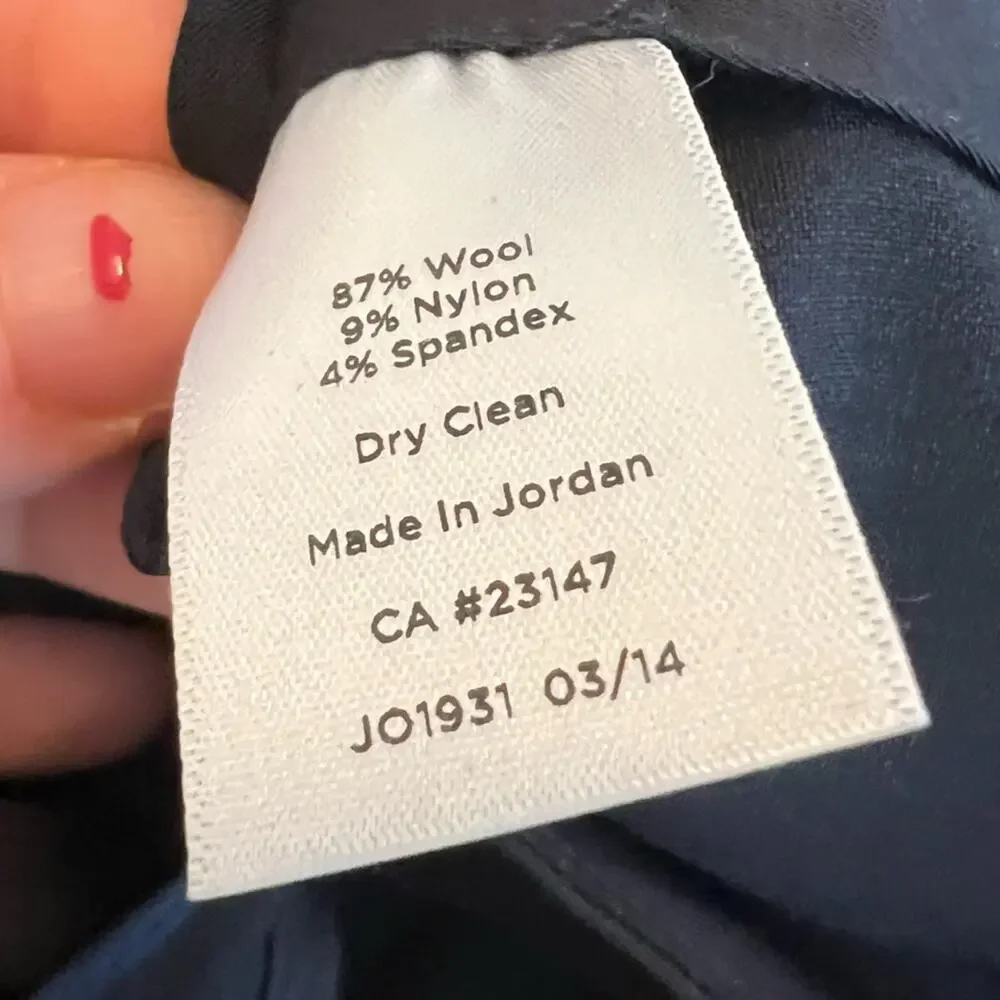 87% Wool
9% Nylon
4% Spandex
Dry Clean
Made In Jordan
CA #23147
JO1931 03/14